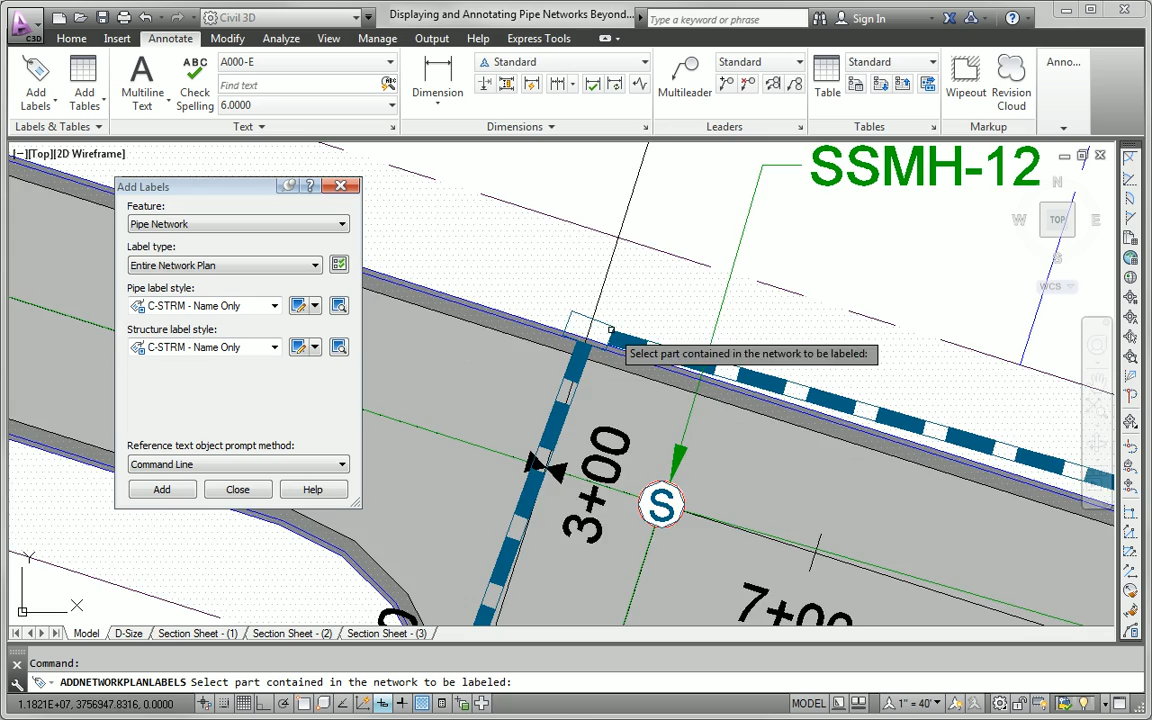 Civil 3D
Displaying and Annotating Pipe Networks Beyond...
Type a keyword or phrase
Sign In
C3D
Home
Insert
Annotate
Modify
Analyze
View
Manage
Output
Help
Express Tools
Add
Labels
Add
Tables
Multiline
Text
ABC
Check
Spelling
A000-E
Find text
6.0000
Dimension
Standard
Multileader
Standard
Table
Standard
Wipeout
Revision
Cloud
Anno...
Labels & Tables
Text
Dimensions
Leaders
Tables
Markup
[−][Top][2D Wireframe]
SSMH-12
N
W
TOP
E
S
WCS
Add Labels
Feature:
Pipe Network
Label type:
Entire Network Plan
Pipe label style:
C-STRM - Name Only
Structure label style:
C-STRM - Name Only
Reference text object prompt method:
Command Line
Add
Close
Help
Select part contained in the network to be labeled:
3+00
S
7+00
Y
X
Model
D-Size
Section Sheet - (1)
Section Sheet - (2)
Section Sheet - (3)
Command:
ADDNETWORKPLANLABELS Select part contained in the network to be labeled:
1.1821E+07, 3756947.8316, 0.0000
MODEL
1" = 40'